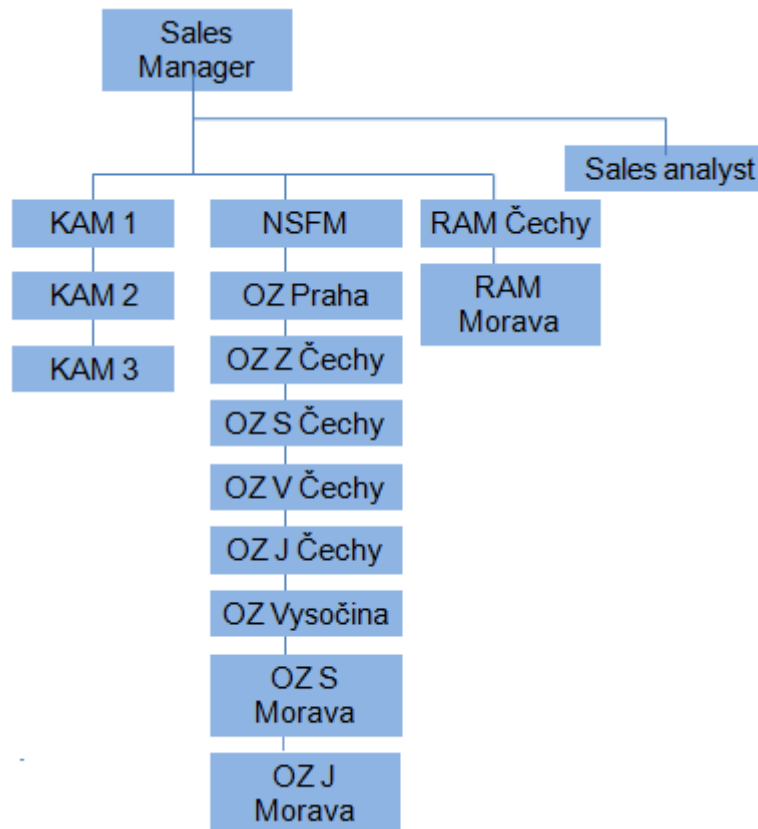 Sales
Manager
Sales analyst
KAM 1
NSFM
RAM Čechy
KAM 2
OZ Praha
RAM
Morava
KAM 3
OZ Z Čechy
OZ S Čechy
OZ V Čechy
OZ J Čechy
OZ Vysočina
OZ S
Morava
OZ J
Morava